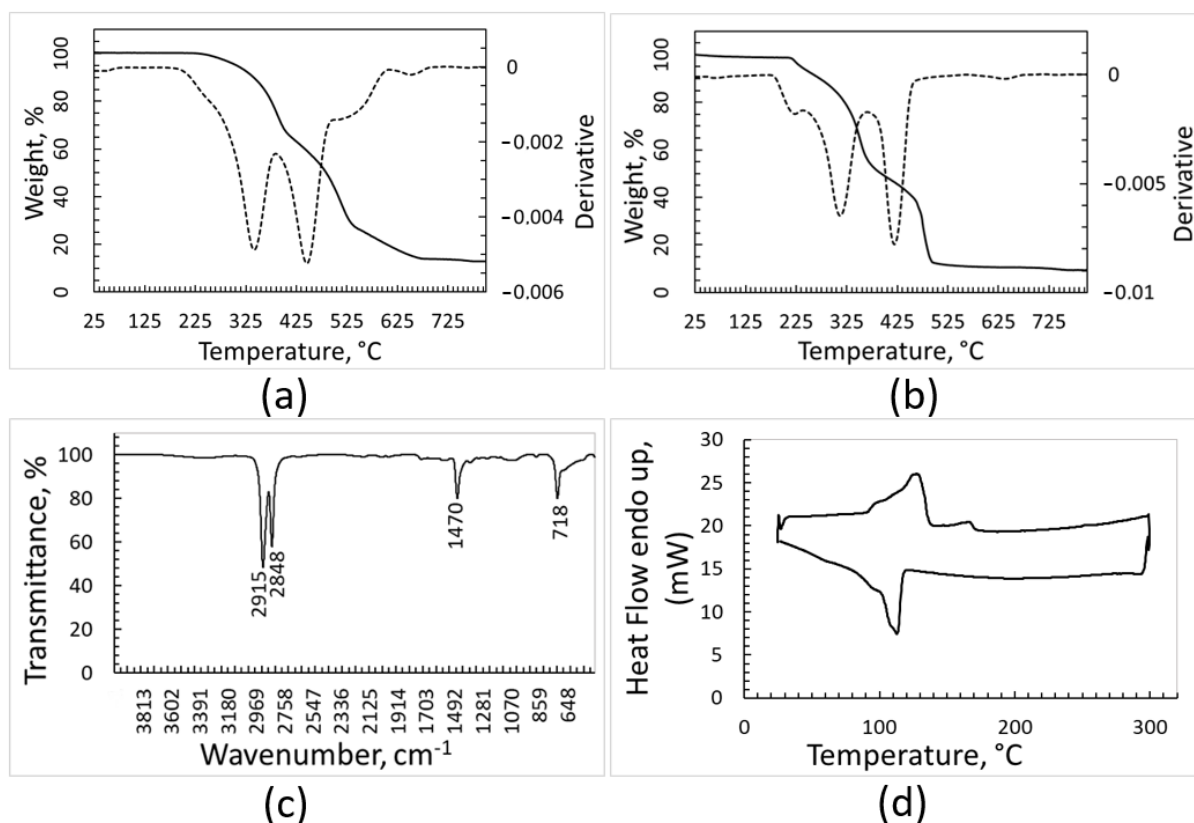 Weight, %
0 20 40 60 80 100
25 125 225 325 425 525 625 725
Temperature, °C
0
−0.002
−0.004
−0.006
Derivative
(a)
Weight, %
0 20 40 60 80 100
25 125 225 325 425 525 625 725
Temperature, °C
0
−0.005
−0.01
Derivative
(b)
Transmittance, %
100
80
60
40
20
0
2915
2848
1470
718
3813 3602 3391 3180 2969 2758 2547 2336 2125 1914 1703 1492 1281 1070 859 648
Wavenumber, cm⁻¹
(c)
Heat Flow endo up,
(mW)
30
25
20
15
10
5
0
0 100 200 300
Temperature, °C
(d)